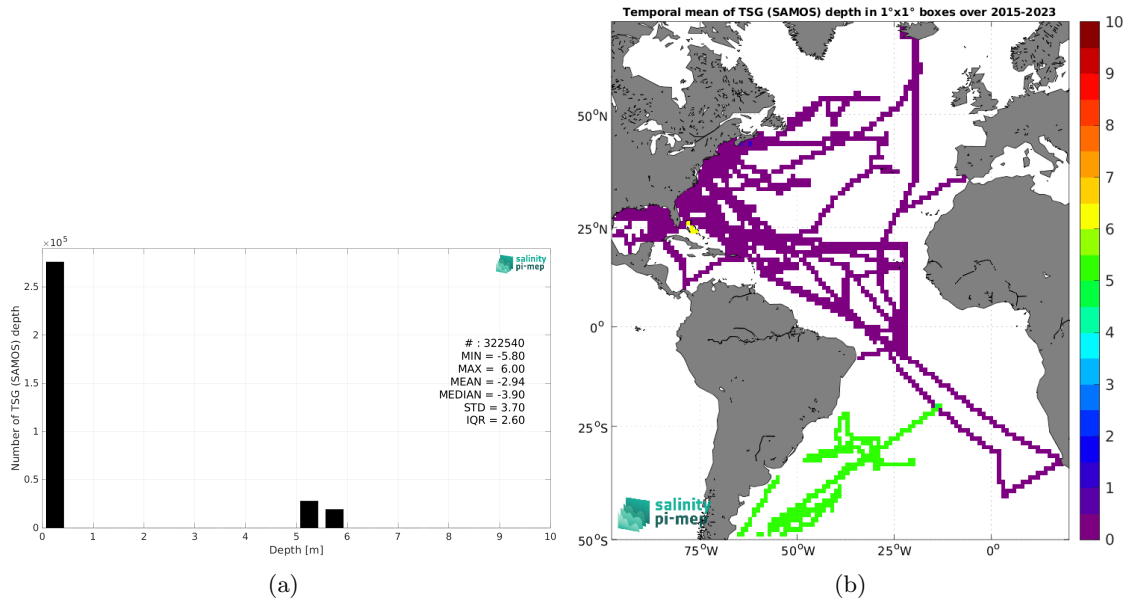 Temporal mean of TSG (SAMOS) depth in 1°x1° boxes over 2015-2023
×10⁵
2.5
2
1.5
1
0.5
0
Number of TSG (SAMOS) depth
salinity
pi-mep
# : 322540
MIN = -5.80
MAX = 6.00
MEAN = -2.94
MEDIAN = -3.90
STD = 3.70
IQR = 2.60
0 1 2 3 4 5 6 7 8 9 10
Depth [m]
(a)
50°N
25°N
0°
25°S
50°S
salinity
pi-mep
75°W 50°W 25°W 0°
10
9
8
7
6
5
4
3
2
1
0
(b)